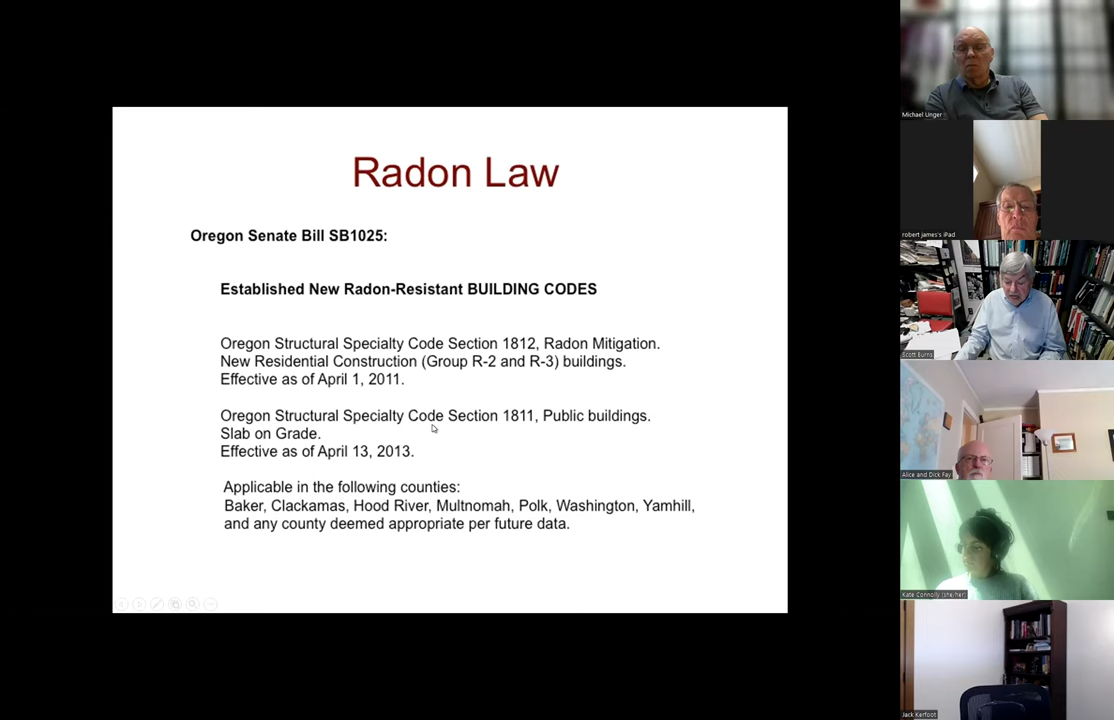 Radon Law
Oregon Senate Bill SB1025:
Established New Radon-Resistant BUILDING CODES
Oregon Structural Specialty Code Section 1812, Radon Mitigation.
New Residential Construction (Group R-2 and R-3) buildings.
Effective as of April 1, 2011.
Oregon Structural Specialty Code Section 1811, Public buildings.
Slab on Grade.
Effective as of April 13, 2013.
Applicable in the following counties:
Baker, Clackamas, Hood River, Multnomah, Polk, Washington, Yamhill,
and any county deemed appropriate per future data.
Michael Unger
robert james's iPad
Scott Burns
Alice and Dick Fay
Kate Connolly (she/her)
Jack Kerfoot